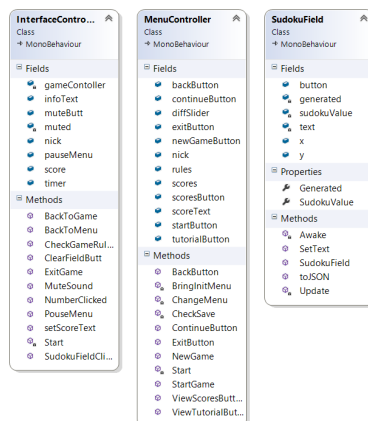 InterfaceContro...
Class
MonoBehaviour
Fields
gameContoller
infoText
muteButt
muted
nick
pauseMenu
score
timer
Methods
BackToGame
BackToMenu
CheckGameRul...
ClearFieldButt
ExitGame
MuteSound
NumberClicked
PouseMenu
setScoreText
Start
SudokuFieldCli...
MenuController
Class
MonoBehaviour
Fields
backButton
continueButton
diffSlider
exitButton
newGameButton
nick
rules
scores
scoresButton
scoreText
startButton
tutorialButton
Methods
BackButton
BringInitMenu
ChangeMenu
CheckSave
ContinueButton
ExitButton
NewGame
Start
StartGame
ViewScoresButt...
ViewTutorialBut...
SudokuField
Class
MonoBehaviour
Fields
button
generated
sudokuValue
text
x
y
Properties
Generated
SudokuValue
Methods
Awake
SetText
SudokuField
toJSON
Update